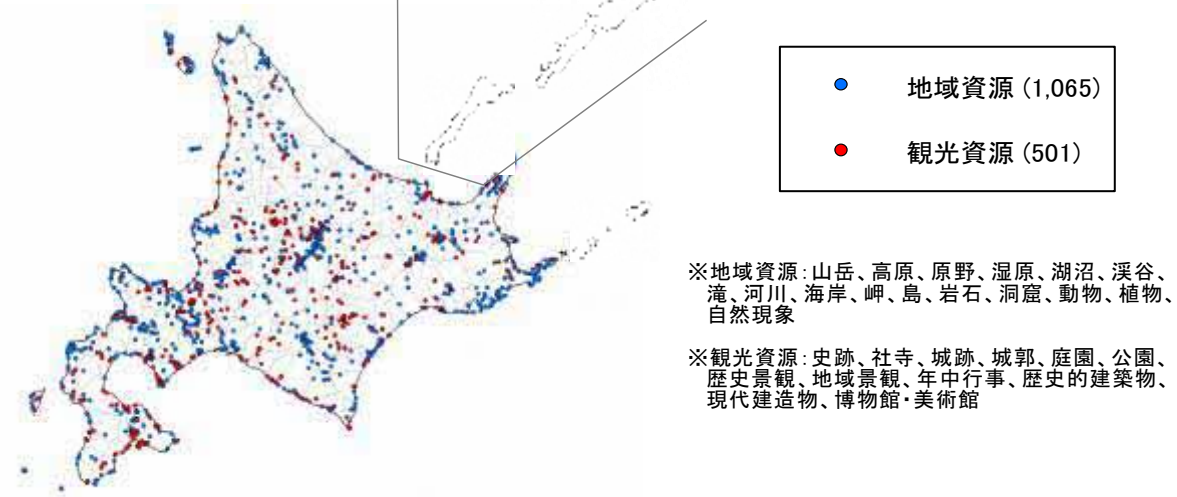 地域資源(1,065)
観光資源(501)
※地域資源：山岳、高原、原野、湿原、湖沼、渓谷、
滝、河川、海岸、岬、島、岩石、洞窟、動物、植物、
自然現象
※観光資源：史跡、社寺、城跡、城郭、庭園、公園、
歴史景観、地域景観、年中行事、歴史的建築物、
現代建造物、博物館・美術館